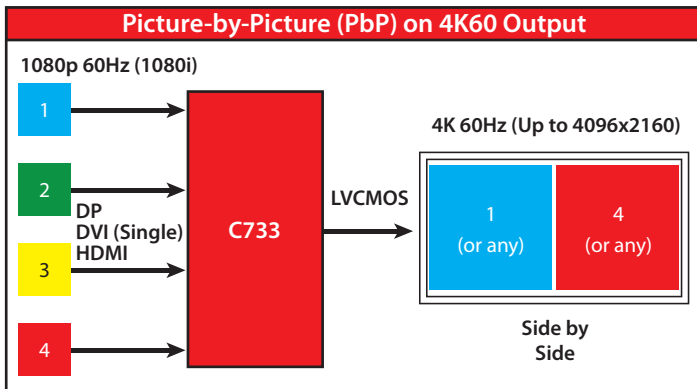 Picture-by-Picture (PbP) on 4K60 Output
1080p 60Hz (1080i)
1
2
DP
DVI (Single)
HDMI
3
4
C733
LVCMOS
4K 60Hz (Up to 4096x2160)
1
(or any)
4
(or any)
Side by
Side